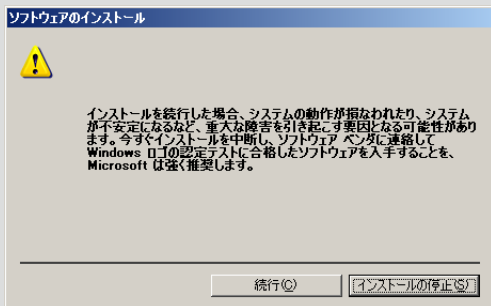 ソフトウェアのインストール
インストールを続行した場合、システムの動作が損なわれたり、システム
が不安定になるなど、重大な障害を引き起こす要因となる可能性があり
ます。今すぐインストールを中断し、ソフトウェア ベンダに連絡して
Windows ロゴの認定テストに合格したソフトウェアを入手することを、
Microsoft は強く推奨します。
続行(C)
インストールの停止(S)